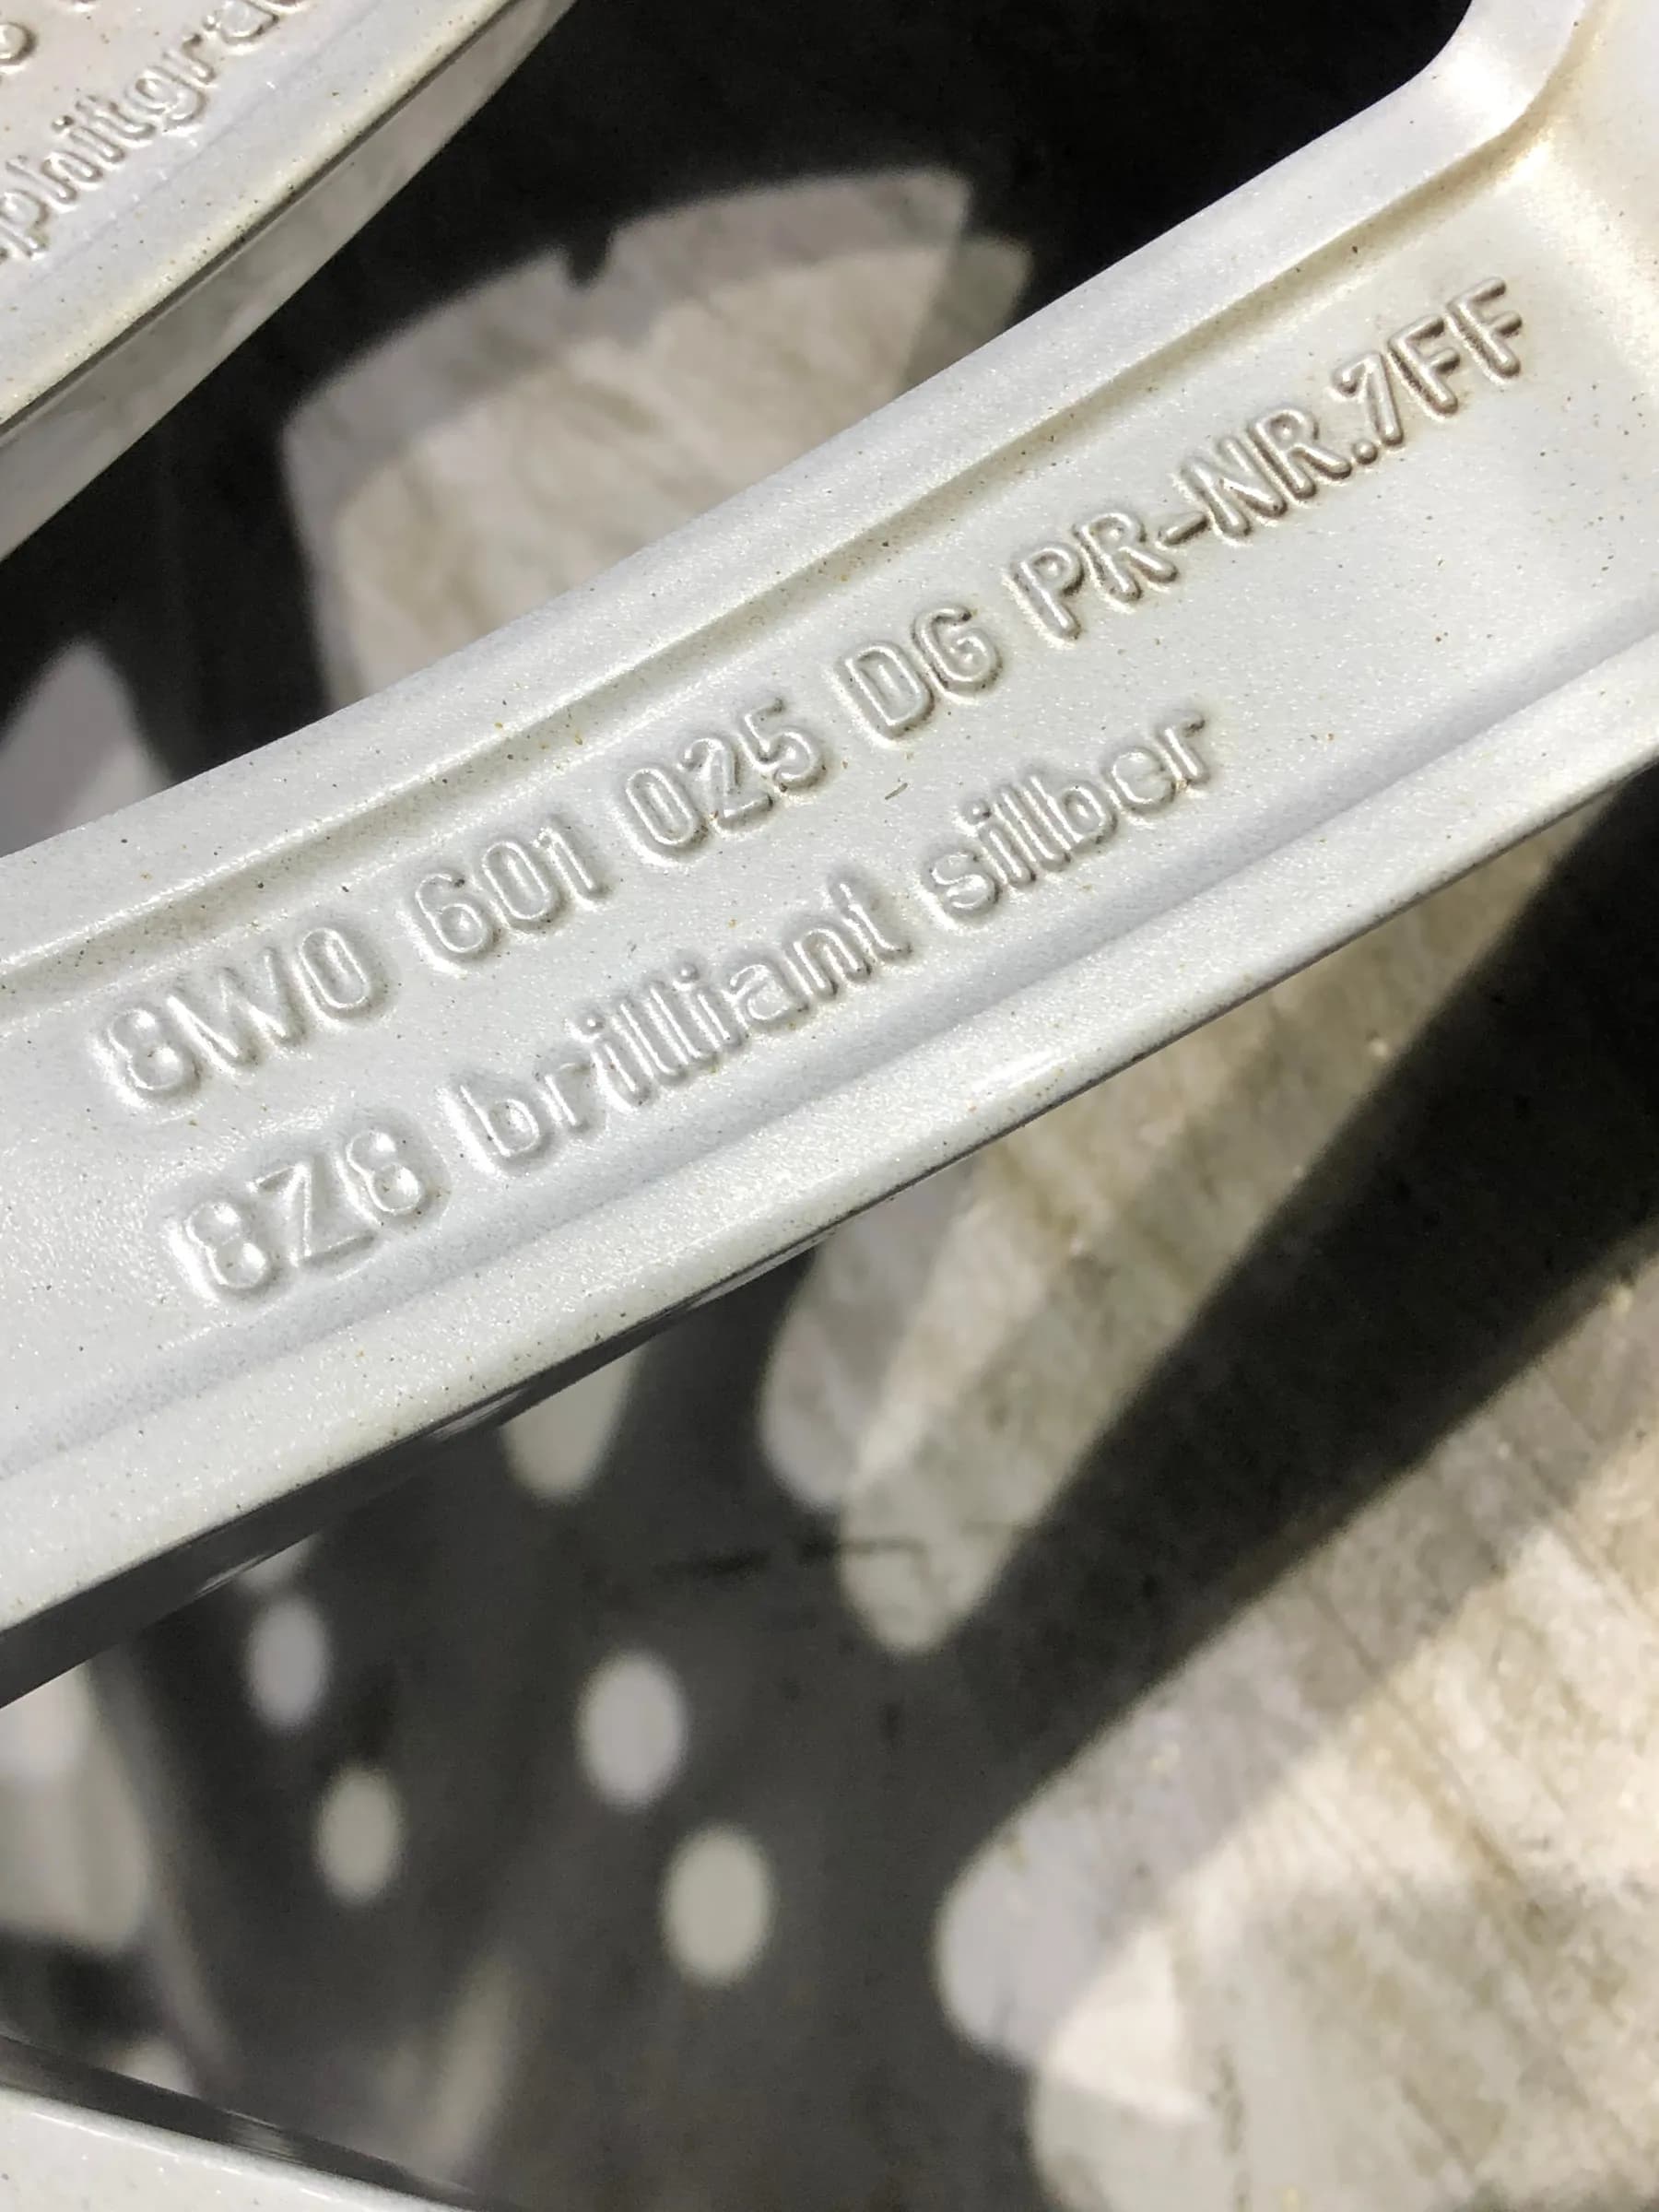 8W0 601 025 DG PR-NR.7FF
8Z8 brilliant silber